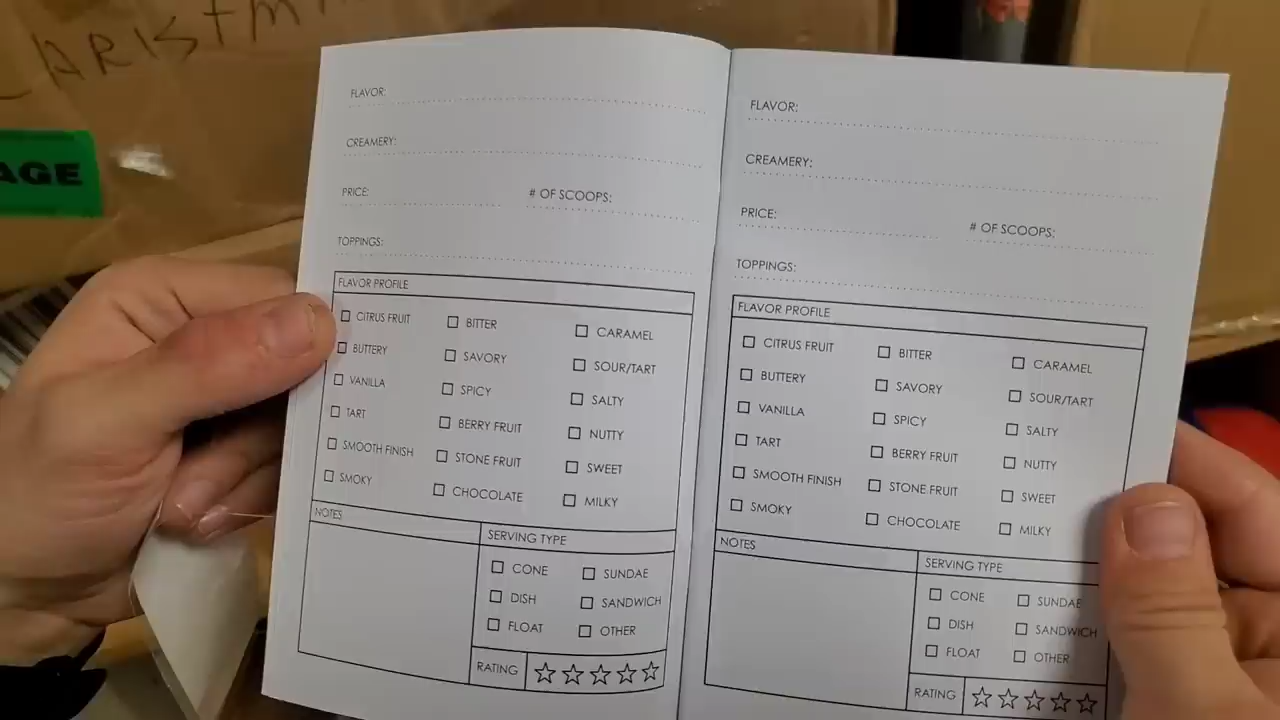 AGE
FLAVOR:
CREAMERY:
PRICE: # OF SCOOPS:
TOPPINGS:
FLAVOR PROFILE
CITRUS FRUIT BITTER CARAMEL
BUTTERY SAVORY SOUR/TART
VANILLA SPICY SALTY
TART BERRY FRUIT NUTTY
SMOOTH FINISH STONE FRUIT SWEET
SMOKY CHOCOLATE MILKY
NOTES SERVING TYPE
CONE SUNDAE
DISH SANDWICH
FLOAT OTHER
RATING
FLAVOR:
CREAMERY:
PRICE: # OF SCOOPS:
TOPPINGS:
FLAVOR PROFILE
CITRUS FRUIT BITTER CARAMEL
BUTTERY SAVORY SOUR/TART
VANILLA SPICY SALTY
TART BERRY FRUIT NUTTY
SMOOTH FINISH STONE FRUIT SWEET
SMOKY CHOCOLATE MILKY
NOTES SERVING TYPE
CONE SUNDAE
DISH SANDWICH
FLOAT OTHER
RATING